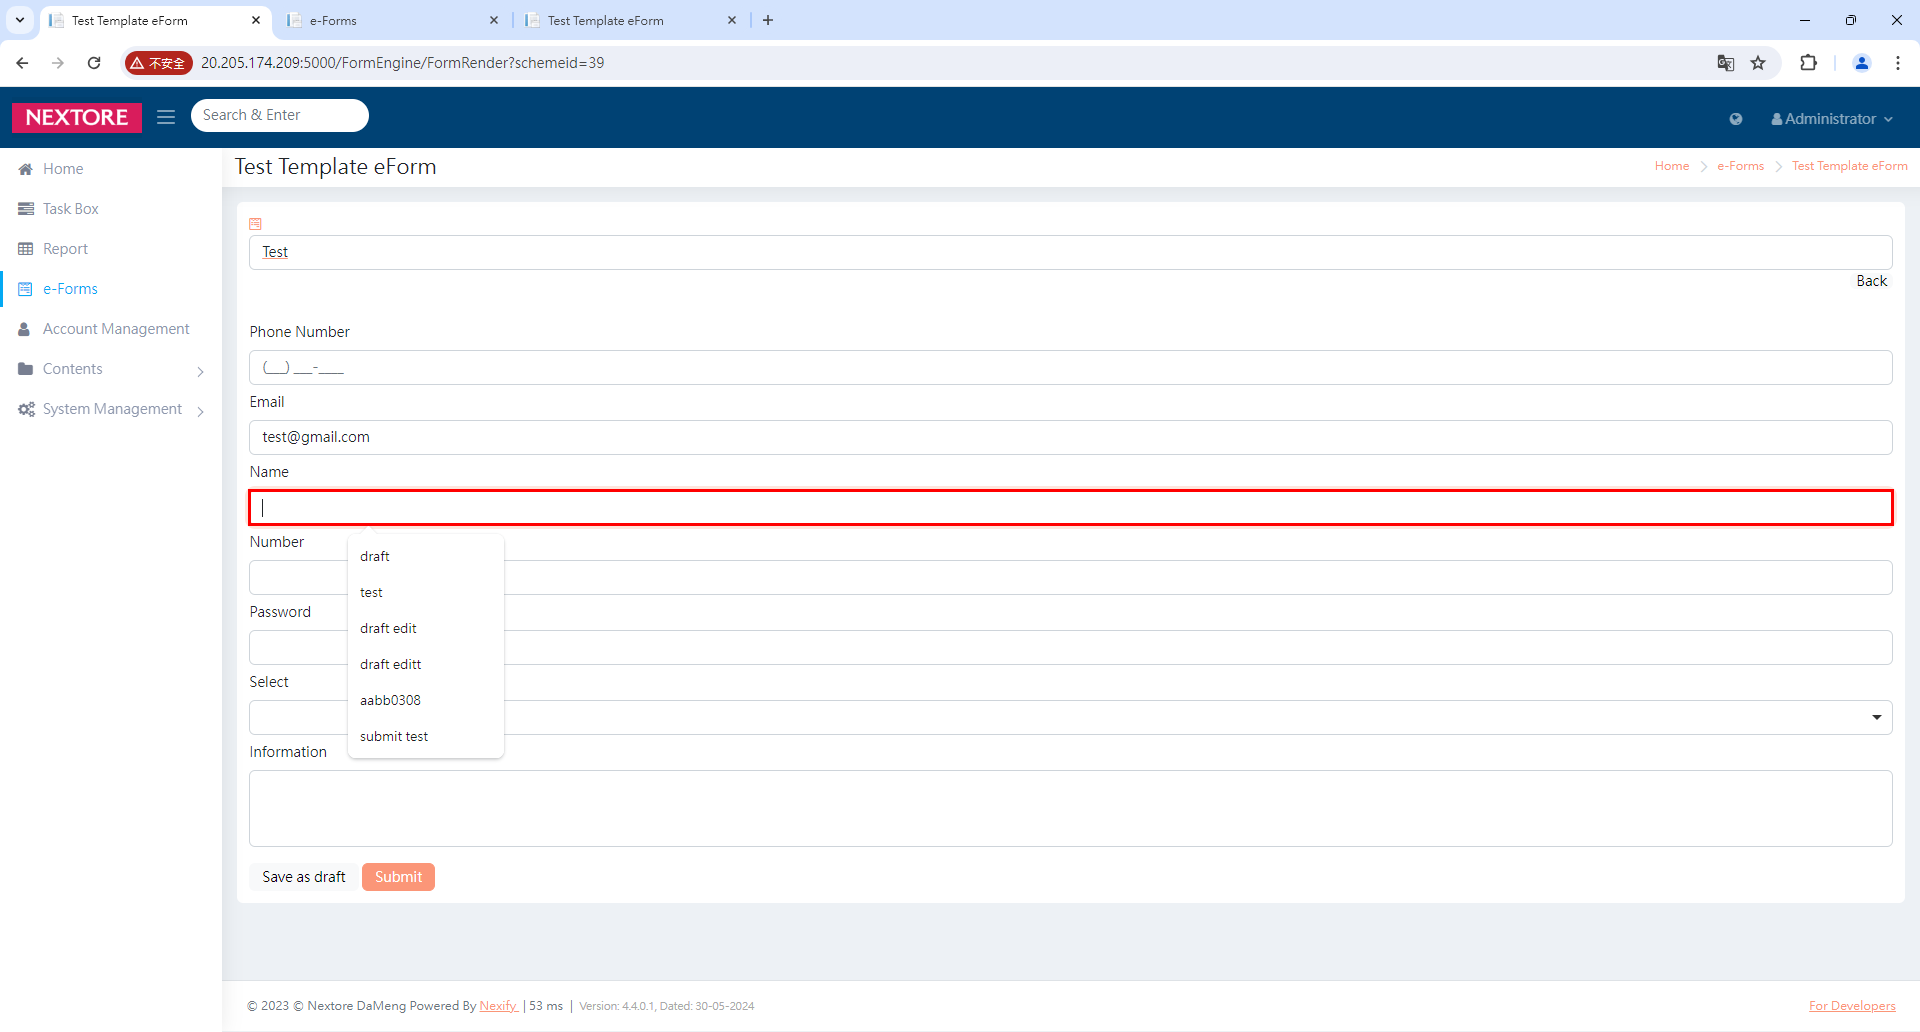 Test Template eForm
e-Forms
Test Template eForm
不安全
20.205.174.209:5000/FormEngine/FormRender?schemeid=39
NEXTORE
Search & Enter
Administrator
Home
Task Box
Report
e-Forms
Account Management
Contents
System Management
Test Template eForm
Home > e-Forms > Test Template eForm
Test
Back
Phone Number
(___) ___-____
Email
test@gmail.com
Name
Number
draft
test
draft edit
draft editt
aabb0308
submit test
Password
Select
Information
Save as draft
Submit
© 2023 © Nextore DaMeng Powered By Nexify | 53 ms | Version: 4.4.0.1, Dated: 30-05-2024
For Developers